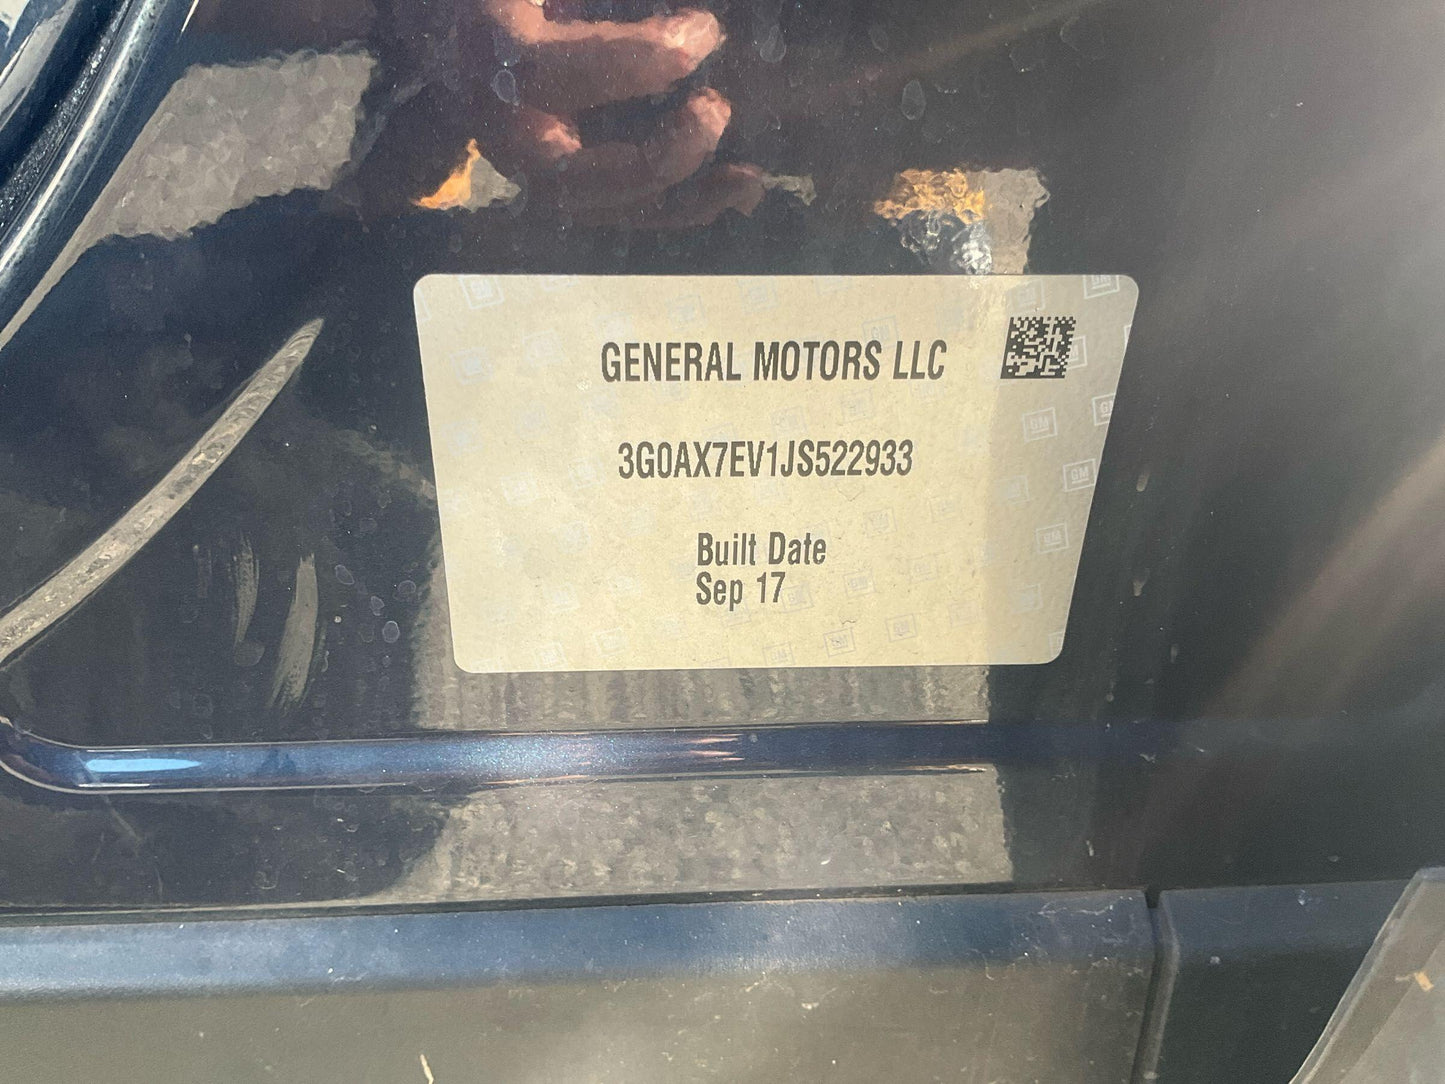 GENERAL MOTORS LLC
3G0AX7EV1JS522933
Built Date
Sep 17